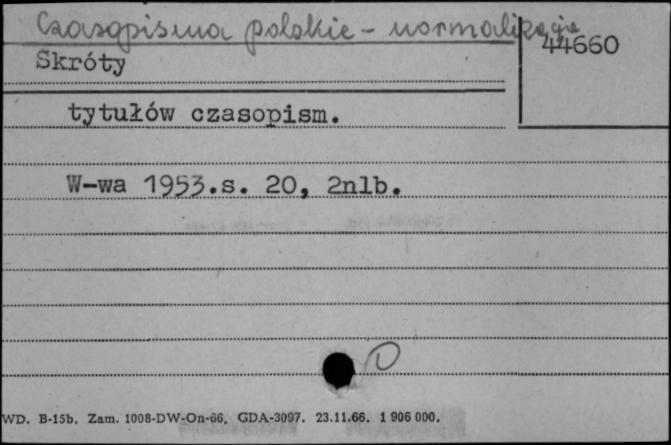 Czasopisma polskie - normalizacja
44660
Skróty
tytułów czasopism.
W-wa 1953.s. 20, 2nlb.
WD. B-15b. Zam. 1008-DW-On-66. GDA-3097. 23.11.66. 1 906 000.